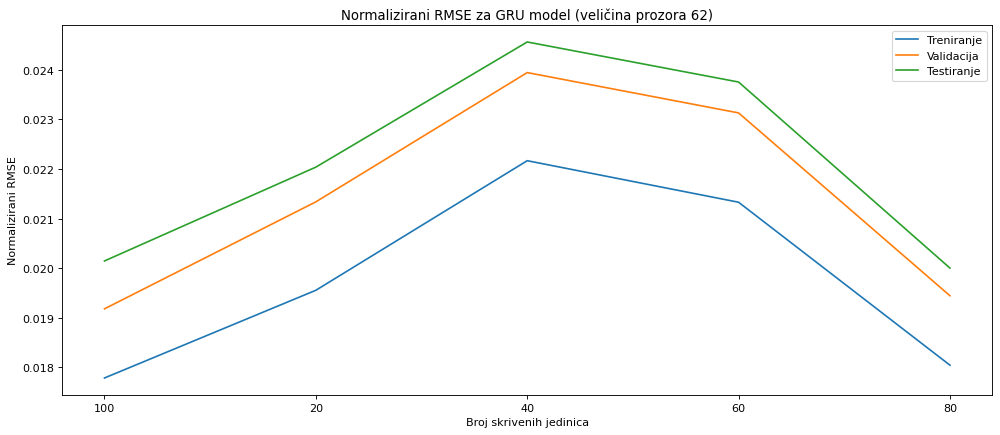 Normalizirani RMSE za GRU model (veličina prozora 62)
Treniranje
Validacija
Testiranje
Normalizirani RMSE
0.024
0.023
0.022
0.021
0.020
0.019
0.018
100 20 40 60 80
Broj skrivenih jedinica